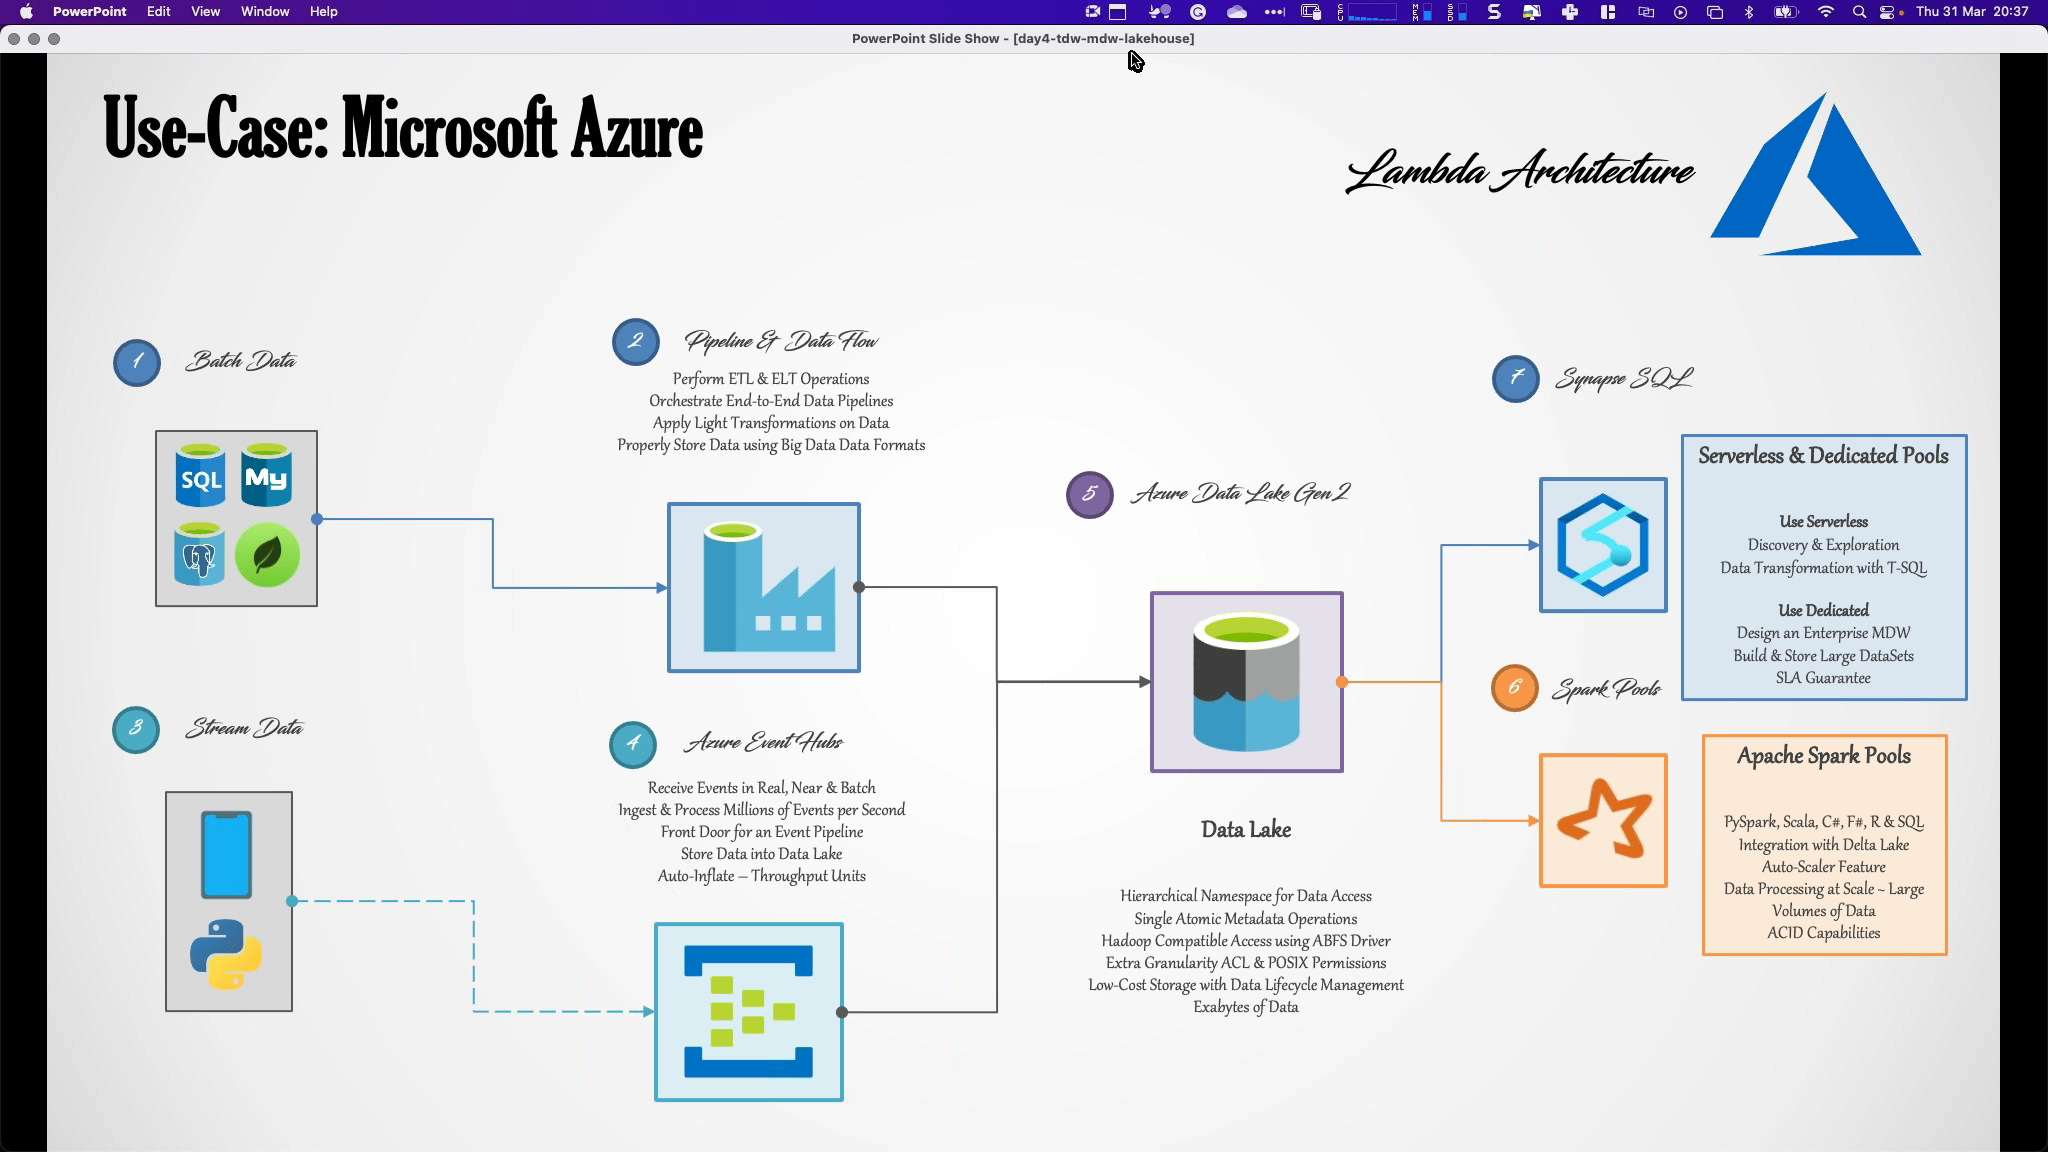 PowerPoint Edit View Window Help
CPU MEM SSD
Thu 31 Mar 20:37
PowerPoint Slide Show - [day4-tdw-mdw-lakehouse]
Use-Case: Microsoft Azure
Lambda Architecture
1 Batch Data
SQL My
2 Pipeline & Data Flow
Perform ETL & ELT Operations
Orchestrate End-to-End Data Pipelines
Apply Light Transformations on Data
Properly Store Data using Big Data Data Formats
3 Stream Data
4 Azure Event Hubs
Receive Events in Real, Near & Batch
Ingest & Process Millions of Events per Second
Front Door for an Event Pipeline
Store Data into Data Lake
Auto-Inflate – Throughput Units
5 Azure Data Lake Gen2
Data Lake
Hierarchical Namespace for Data Access
Single Atomic Metadata Operations
Hadoop Compatible Access using ABFS Driver
Extra Granularity ACL & POSIX Permissions
Low-Cost Storage with Data Lifecycle Management
Exabytes of Data
7 Synapse SQL
Serverless & Dedicated Pools
Use Serverless
Discovery & Exploration
Data Transformation with T-SQL
Use Dedicated
Design an Enterprise MDW
Build & Store Large DataSets
SLA Guarantee
6 Spark Pools
Apache Spark Pools
PySpark, Scala, C#, F#, R & SQL
Integration with Delta Lake
Auto-Scaler Feature
Data Processing at Scale ~ Large
Volumes of Data
ACID Capabilities